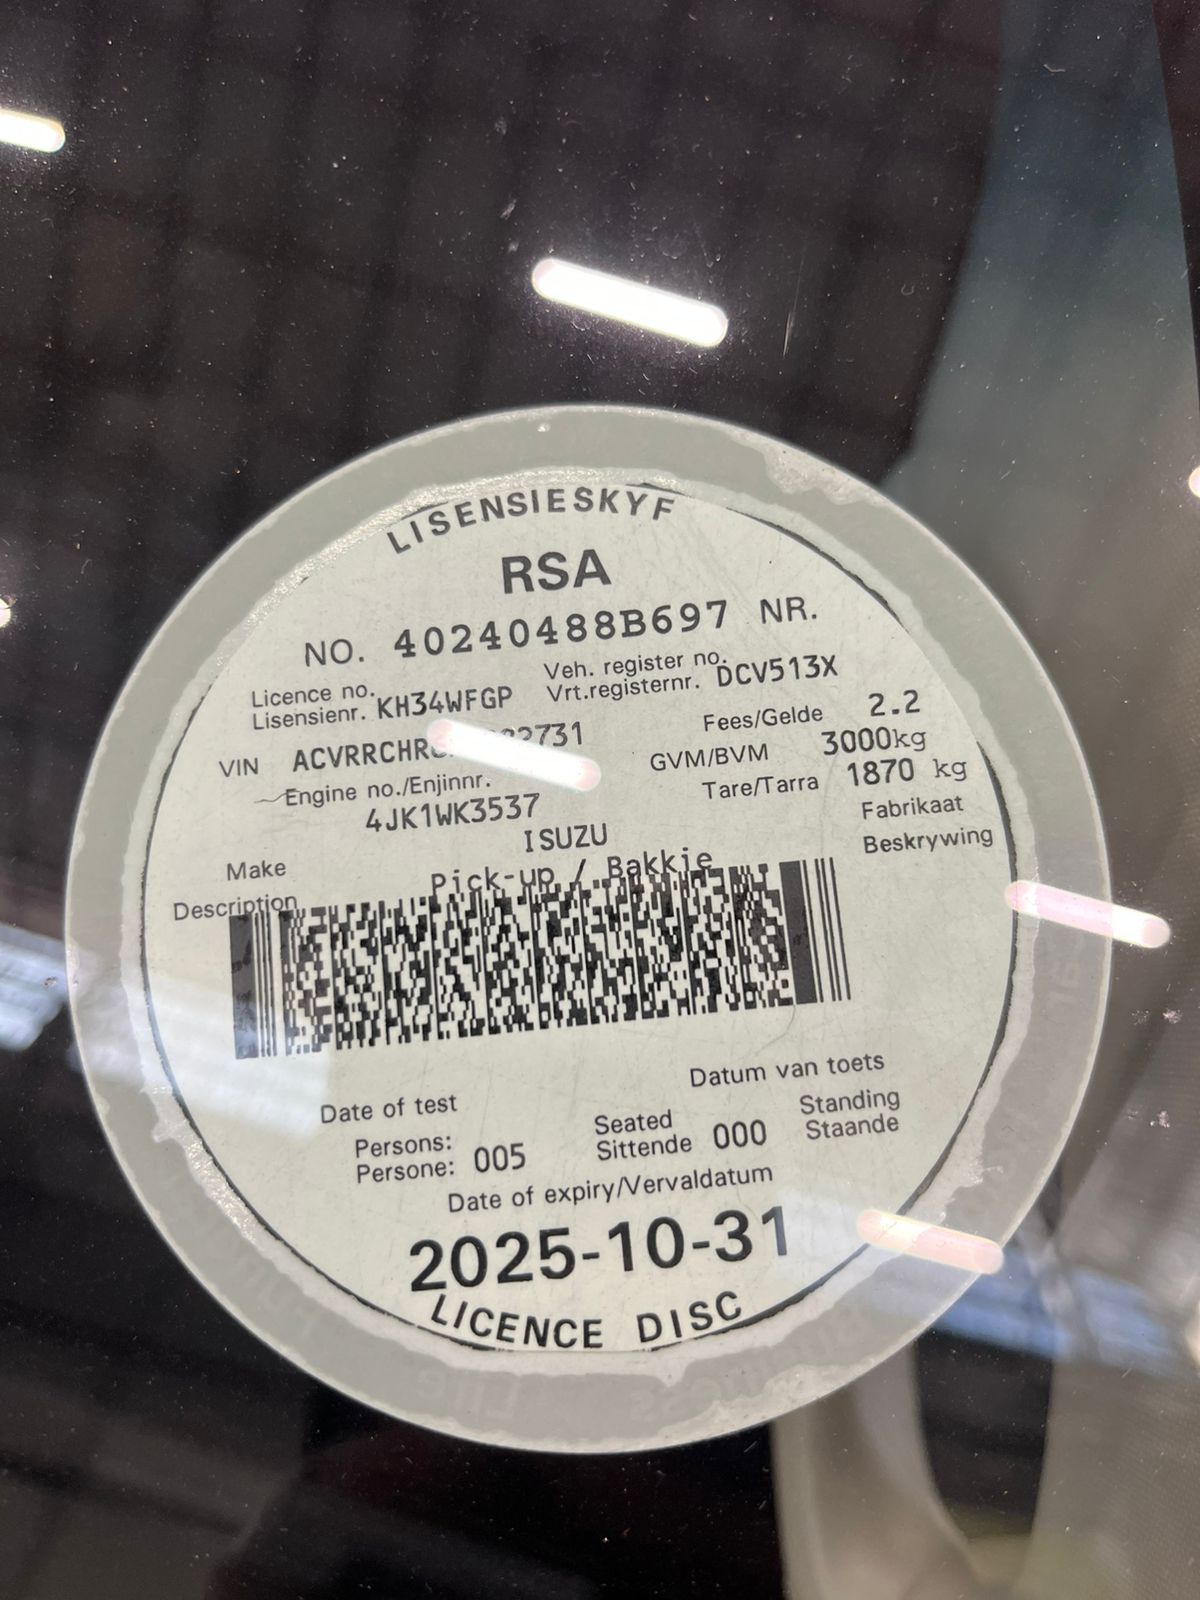 LISENSIESKYF
RSA
NO. 40240488B697 NR.
Licence no. Lisensienr. KH34WFGP
Veh. register no. Vrt.registernr. DCV513X
VIN
Fees/Gelde 2.2
GVM/BVM 3000kg
Engine no./Enjinnr. 4JK1WK3537
Tare/Tarra 1870 kg
Make ISUZU Fabrikaat
Description Pick-up / Bakkie Beskrywing
Date of test Datum van toets
Persons: Persone: 005
Seated Sittende 000
Standing Staande
Date of expiry/Vervaldatum
2025-10-31
LICENCE DISC